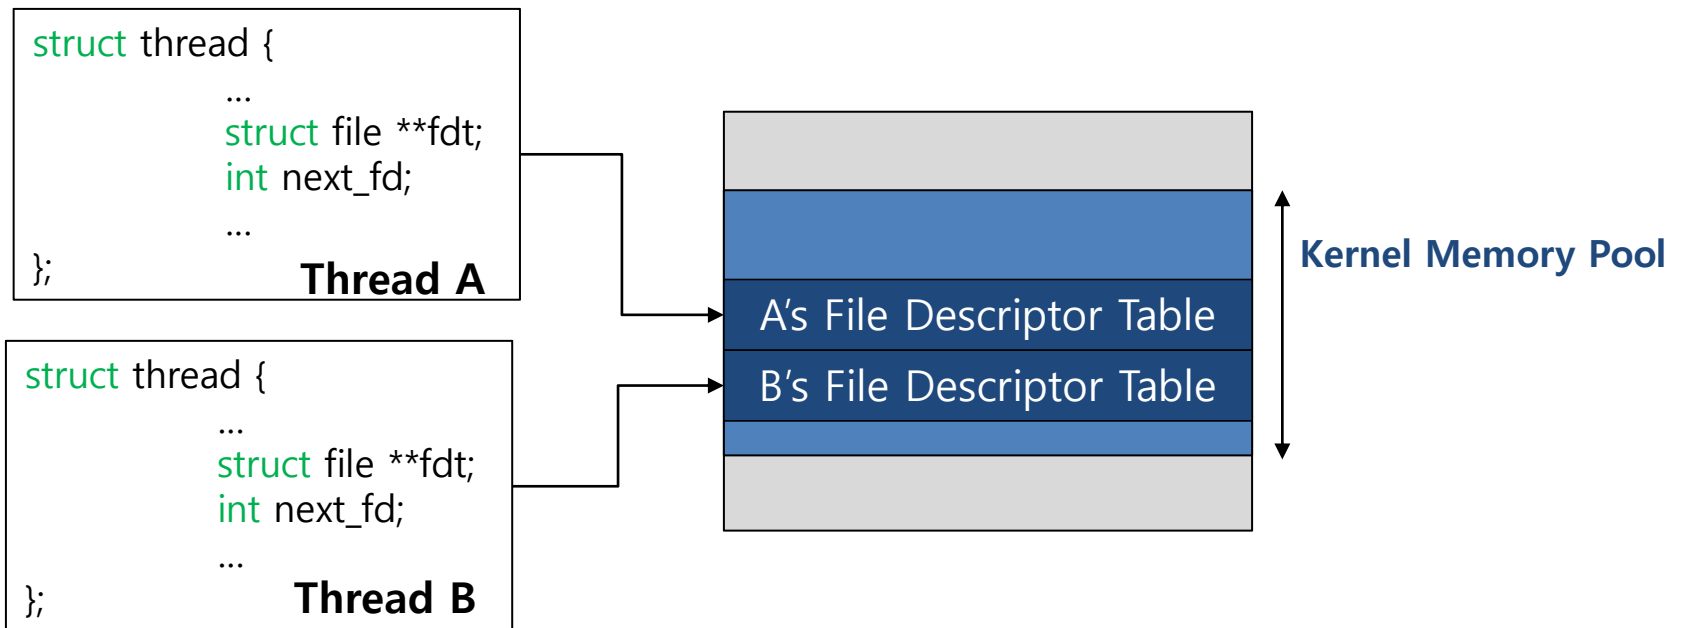 struct thread {
...
struct file **fdt;
int next_fd;
...
};
Thread A
struct thread {
...
struct file **fdt;
int next_fd;
...
};
Thread B
A's File Descriptor Table
B's File Descriptor Table
Kernel Memory Pool